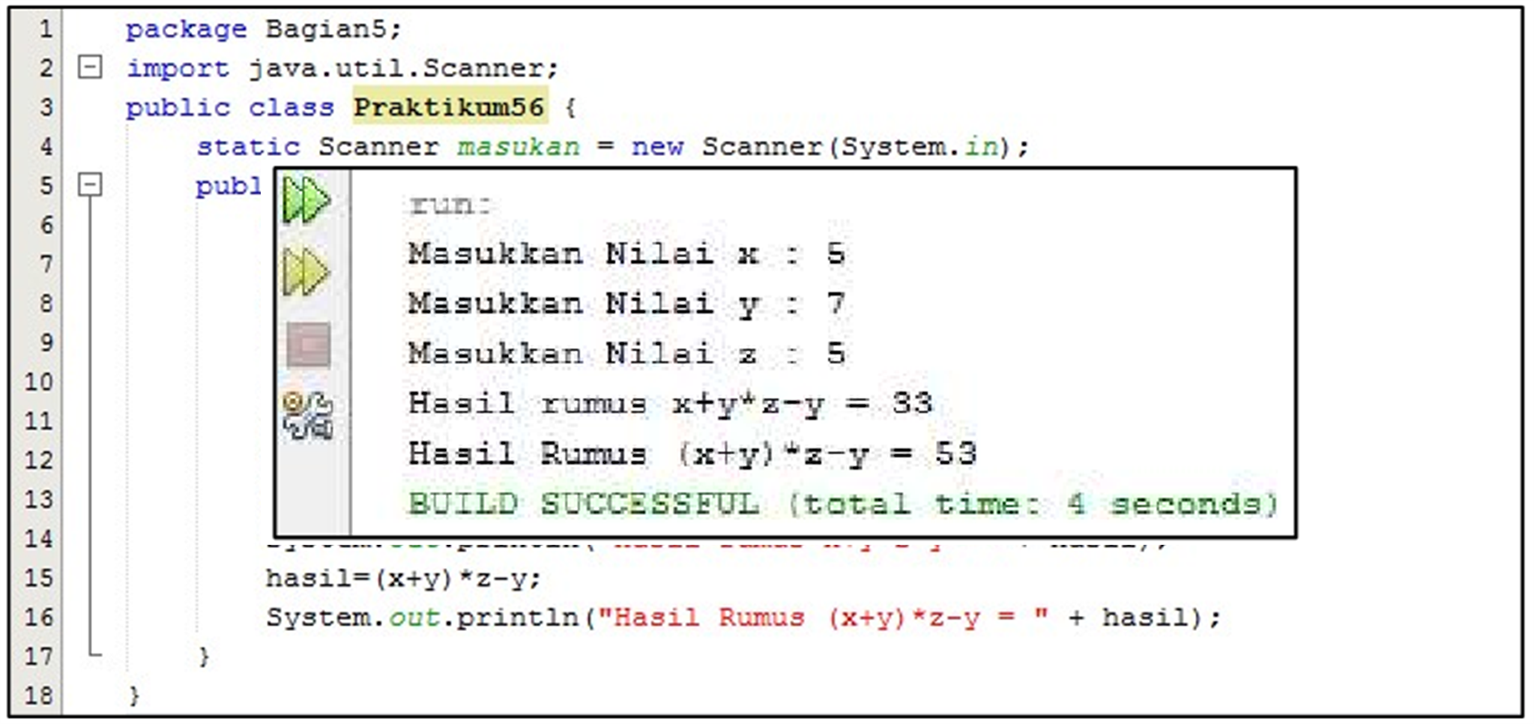 1 package Bagian5;
2 import java.util.Scanner;
3 public class Praktikum56 {
4 static Scanner masukan = new Scanner(System.in);
5 publ
6
7
8
9
10
11
12
13
14
run:
Masukkan Nilai x : 5
Masukkan Nilai y : 7
Masukkan Nilai z : 5
Hasil rumus x+y*z-y = 33
Hasil Rumus (x+y)*z-y = 53
BUILD SUCCESSFUL (total time: 4 seconds)
15 hasil=(x+y)*z-y;
16 System.out.println("Hasil Rumus (x+y)*z-y = " + hasil);
17 }
18 }